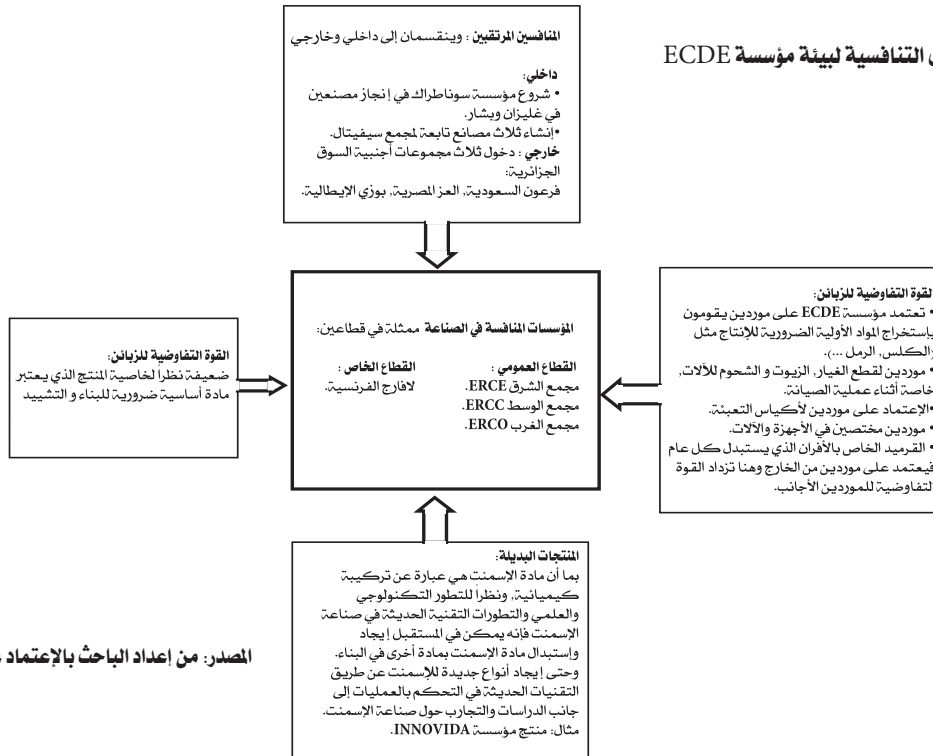 التنافسية لبيئة مؤسسة ECDE
المنافسين المرتقبين : وينقسمان إلى داخلي وخارجي
داخلي:
• شروع مؤسسة سوناطراك في إنجاز مصنعين
في غليزان وبشار.
•إنشاء ثلاث مصانع تابعة لمجمع سيفيتال.
خارجي : دخول ثلاث مجموعات أجنبية السوق
الجزائرية:
فرعون السعودية, العز المصرية, بوزي الإيطالية.
القوة التفاوضية للزبائن:
• تعتمد مؤسسة ECDE على موردين يقومون
بإستخراج المواد الأولية الضرورية للإنتاج مثل
(الكلس, الرمل ...).
• موردين لقطع الغيار, الزيوت و الشحوم للآلات,
خاصة أثناء عملية الصيانة.
•الإعتماد على موردين لأكياس التعبئة.
• موردين مختصين في الأجهزة والآلات.
• القرميد الخاص بالأفران الذي يستبدل كل عام
فيعتمد على موردين من الخارج وهنا تزداد القوة
التفاوضية للموردين الأجانب.
المؤسسات المنافسة في الصناعة ممثلة في قطاعين:
القطاع العمومي :
مجمع الشرق ERCE.
مجمع الوسط ERCC.
مجمع الغرب ERCO.
القطاع الخاص :
لافارج الفرنسية.
القوة التفاوضية للزبائن:
ضعيفة نظرا لخاصية المنتج الذي يعتبر
مادة أساسية ضرورية للبناء و التشييد
المنتجات البديلة:
بما أن مادة الإسمنت هي عبارة عن تركيبة
كيميائية, ونظراً للتطور التكنولوجي
والعلمي والتطورات التقنية الحديثة في صناعة
الإسمنت فإنه يمكن في المستقبل إيجاد
وإستبدال مادة الإسمنت بمادة أخرى في البناء.
وحتى إيجاد أنواع جديدة للإسمنت عن طريق
التقنيات الحديثة في التحكم بالعمليات إلى
جانب الدراسات والتجارب حول صناعة الإسمنت.
مثال: منتج مؤسسة INNOVIDA.
المصدر: من إعداد الباحث بالإعتماد